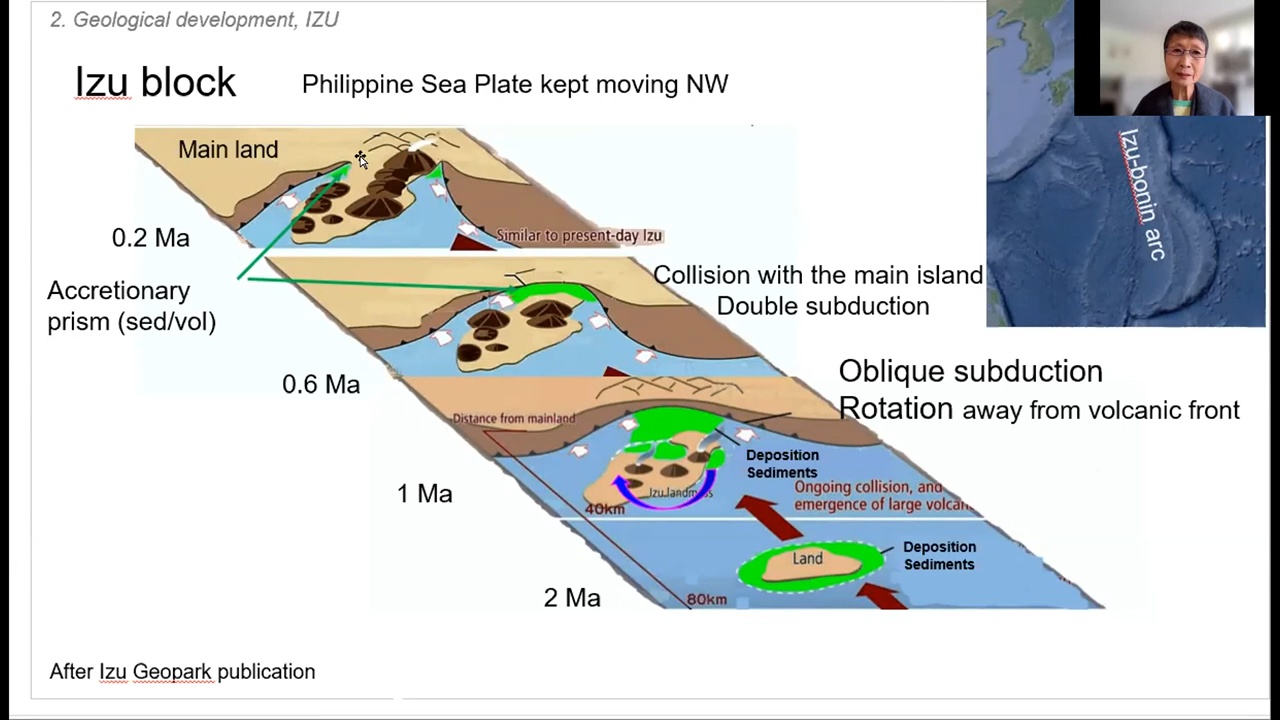 2. Geological development, IZU
Izu block
Philippine Sea Plate kept moving NW
Izu-bonin arc
Main land
0.2 Ma
Similar to present-day Izu
Accretionary
prism (sed/vol)
Collision with the main island
Double subduction
0.6 Ma
Oblique subduction
Rotation away from volcanic front
Distance from mainland
Deposition
Sediments
1 Ma
Ongoing collision, and
emergence of large
40km
Deposition
Sediments
Land
2 Ma
80km
After Izu Geopark publication